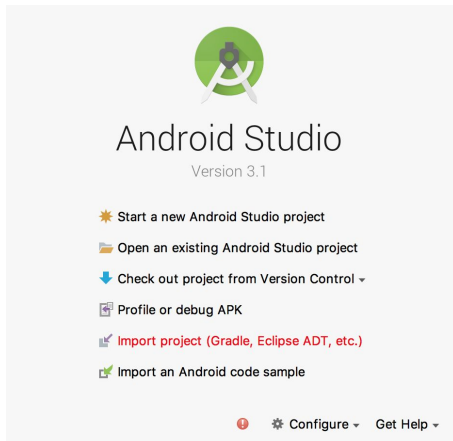 Android Studio
Version 3.1
Start a new Android Studio project
Open an existing Android Studio project
Check out project from Version Control
Profile or debug APK
Import project (Gradle, Eclipse ADT, etc.)
Import an Android code sample
Configure Get Help